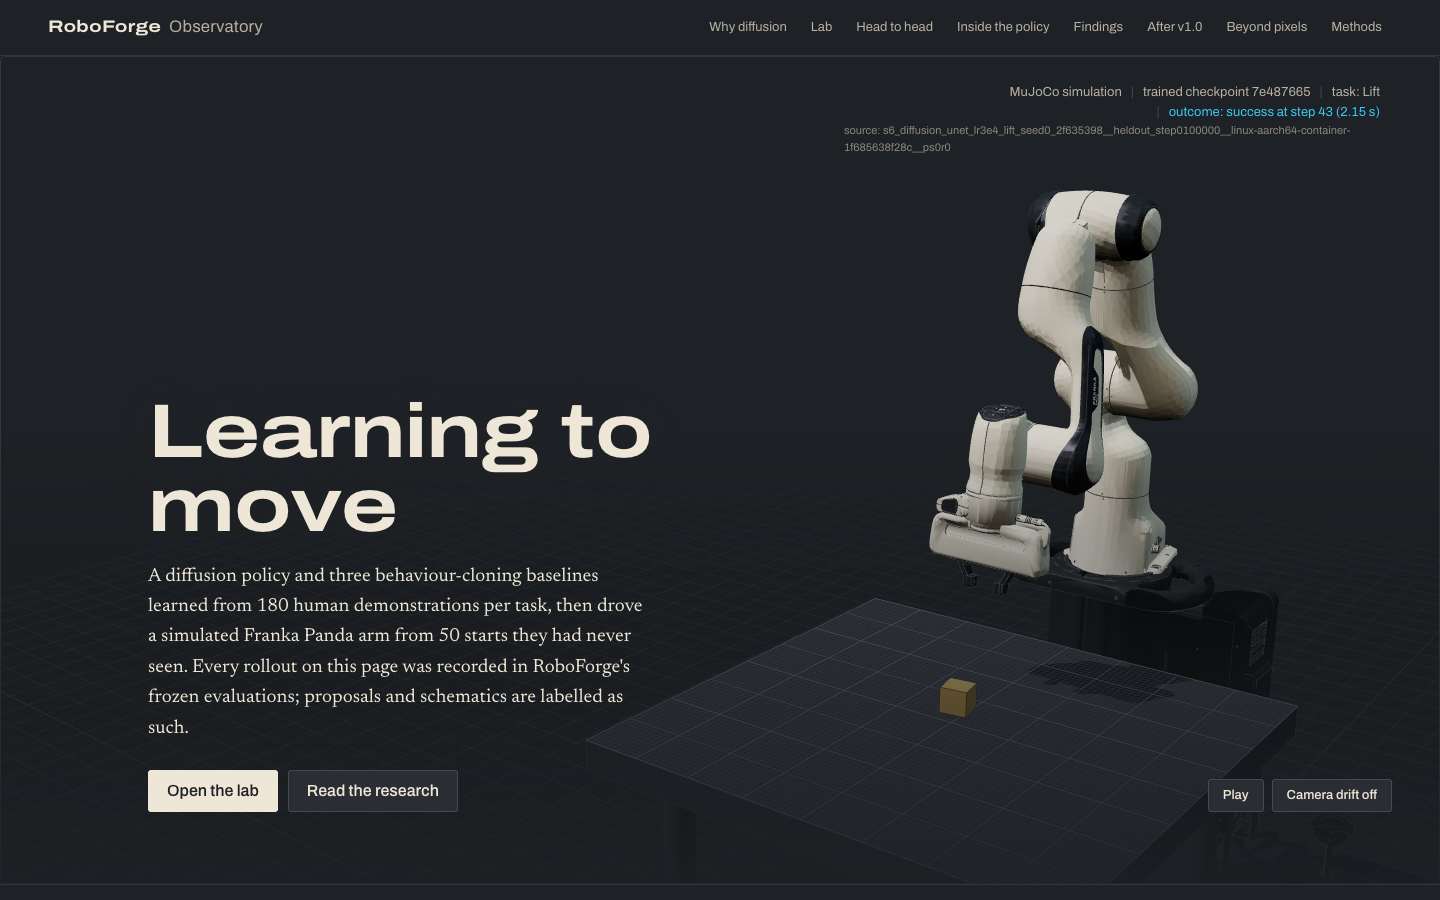 RoboForge Observatory
Why diffusion Lab Head to head Inside the policy Findings After v1.0 Beyond pixels Methods
MuJoCo simulation | trained checkpoint 7e487665 | task: Lift
| outcome: success at step 43 (2.15 s)
source: s6_diffusion_unet_lr3e4_lift_seed0_2f635398__heldout_step0100000__linux-aarch64-container-
1f685638f28c__ps0r0
Learning to
move
A diffusion policy and three behaviour-cloning baselines
learned from 180 human demonstrations per task, then drove
a simulated Franka Panda arm from 50 starts they had never
seen. Every rollout on this page was recorded in RoboForge's
frozen evaluations; proposals and schematics are labelled as
such.
Open the lab Read the research
Play Camera drift off